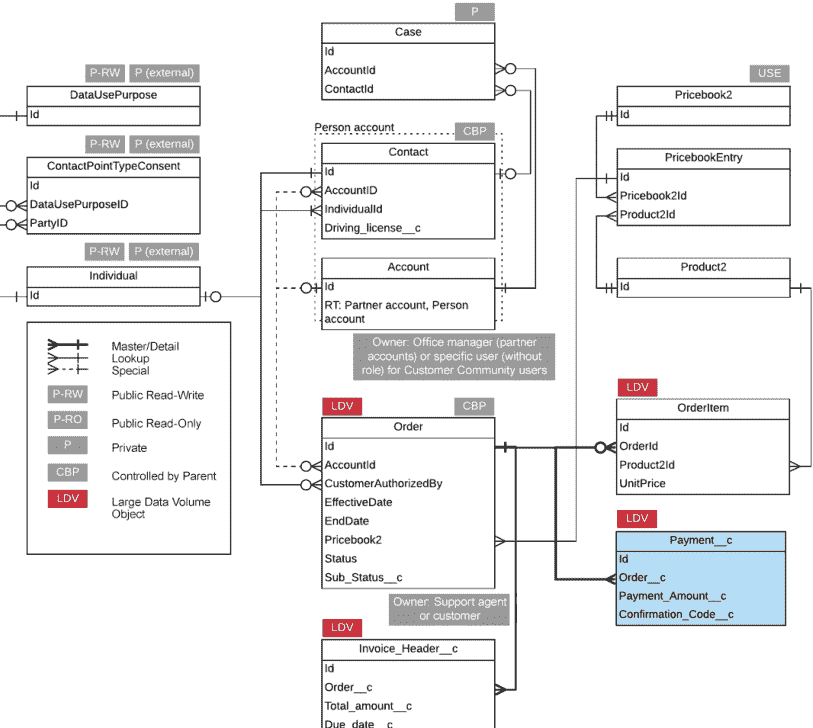 P
Case
Id
AccountId
ContactId
P-RW P (external)
DataUsePurpose
Id
P-RW P (external)
ContactPointTypeConsent
Id
DataUsePurposeID
PartyID
P-RW P (external)
Individual
Id
Master/Detail
Lookup
Special
P-RW Public Read-Write
P-RO Public Read-Only
P Private
CBP Controlled by Parent
LDV Large Data Volume
Object
Person account
CBP
Contact
Id
AccountID
IndividualId
Driving_license__c
Account
Id
RT: Partner account, Person
account
Owner: Office manager (partner
accounts) or specific user (without
role) for Customer Community users
LDV CBP
Order
Id
AccountId
CustomerAuthorizedBy
EffectiveDate
EndDate
Pricebook2
Status
Sub_Status__c
Owner: Support agent
or customer
LDV
Invoice_Header__c
Id
Order__c
Total_amount__c
Due_date__c
USE
Pricebook2
Id
PricebookEntry
Id
Pricebook2Id
Product2Id
Product2
Id
LDV
OrderItem
Id
OrderId
Product2Id
UnitPrice
LDV
Payment__c
Id
Order__c
Payment_Amount__c
Confirmation_Code__c